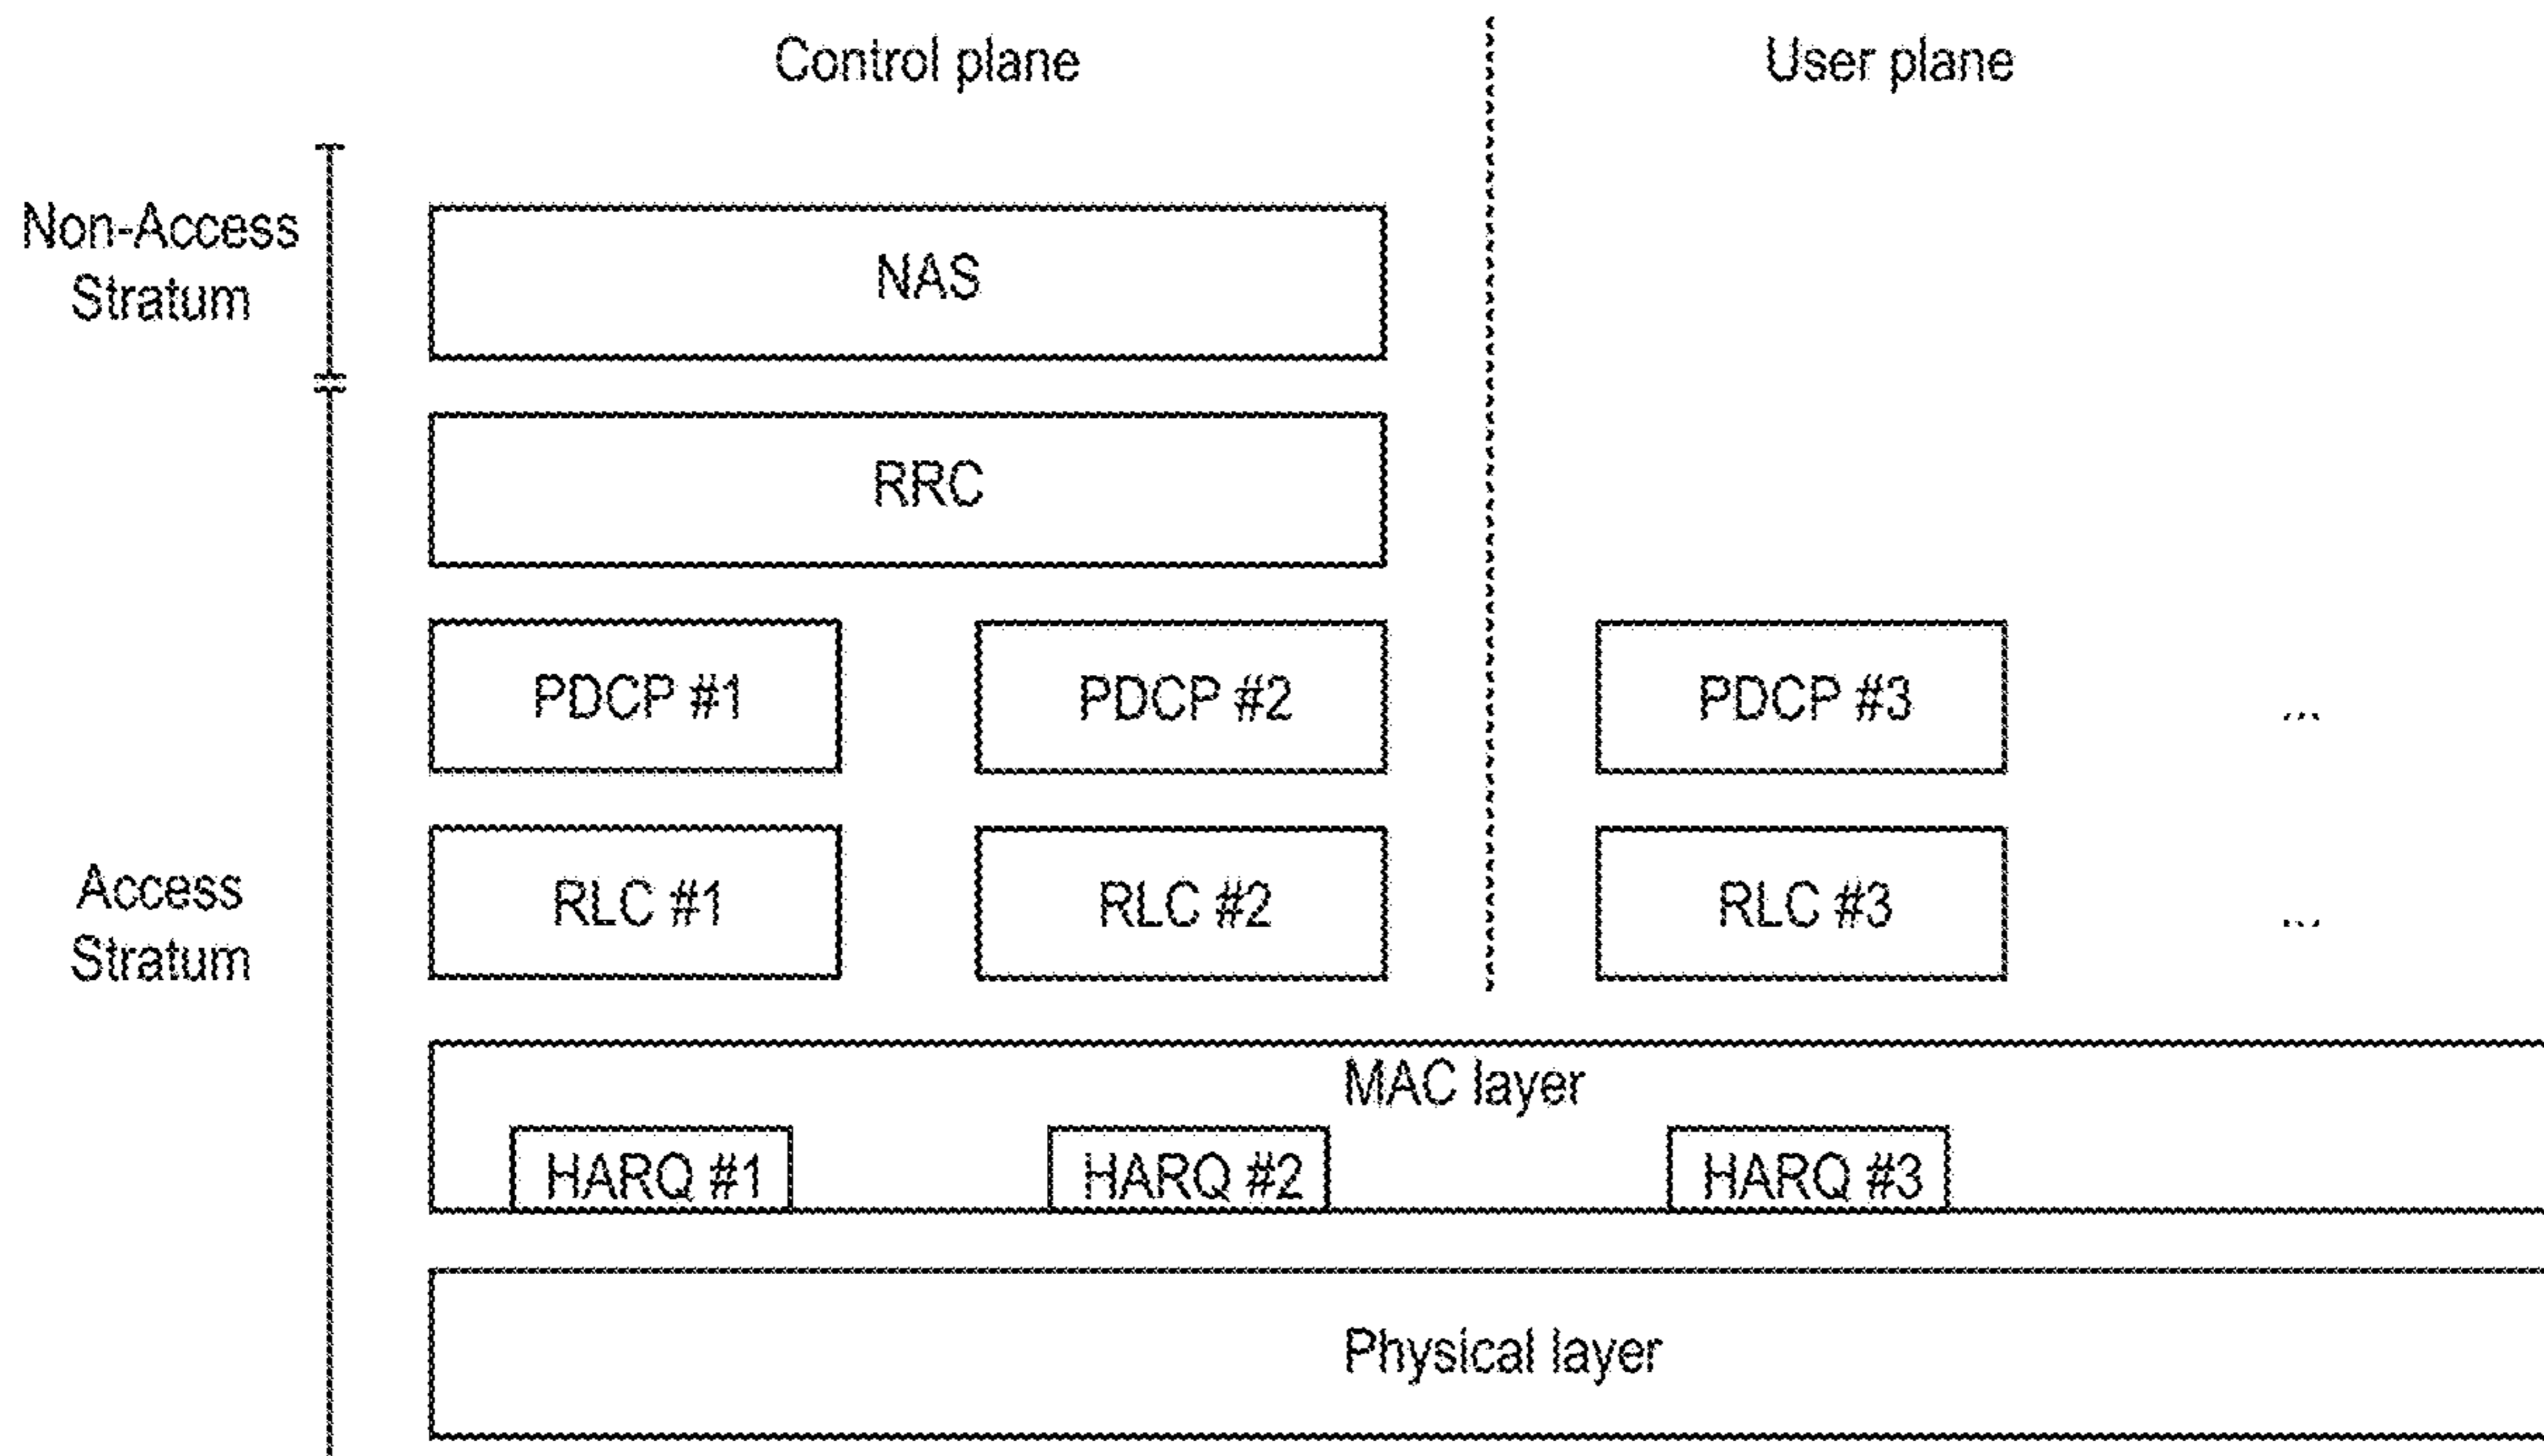 Control plane
User plane
Non-Access
Stratum
NAS
RRC
PDCP #1
PDCP #2
PDCP #3
...
Access
Stratum
RLC #1
RLC #2
RLC #3
...
MAC layer
HARQ #1
HARQ #2
HARQ #3
Physical layer